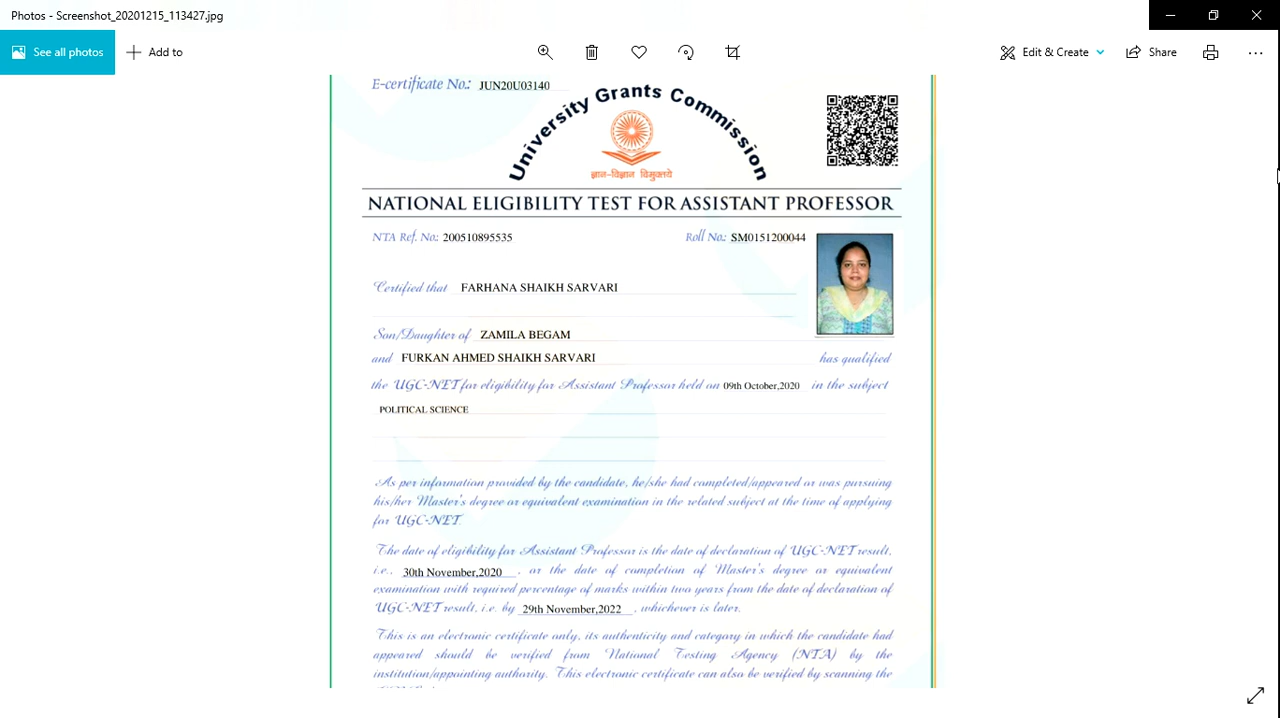 Photos - Screenshot_20201215_113427.jpg
See all photos
Add to
Edit & Create
Share
E-certificate No.: JUN20U03140
University Grants Commission
ज्ञान-विज्ञान विमुक्तये
NATIONAL ELIGIBILITY TEST FOR ASSISTANT PROFESSOR
NTA Ref. No.: 200510895535 Roll No.: SM0151200044
Certified that FARHANA SHAIKH SARVARI
Son/Daughter of ZAMILA BEGAM
and FURKAN AHMED SHAIKH SARVARI has qualified
the UGC-NET for eligibility for Assistant Professor held on 09th October,2020 in the subject
POLITICAL SCIENCE
As per information provided by the candidate, he/she had completed/appeared or was pursuing
his/her Master's degree or equivalent examination in the related subject at the time of applying
for UGC-NET.
The date of eligibility for Assistant Professor is the date of declaration of UGC-NET result,
i.e., 30th November,2020 , or the date of completion of Master's degree or equivalent
examination with required percentage of marks within two years from the date of declaration of
UGC-NET result, i.e. by 29th November,2022 , whichever is later.
This is an electronic certificate only, its authenticity and category in which the candidate had
appeared should be verified from National Testing Agency (NTA) by the
institution/appointing authority. This electronic certificate can also be verified by scanning the